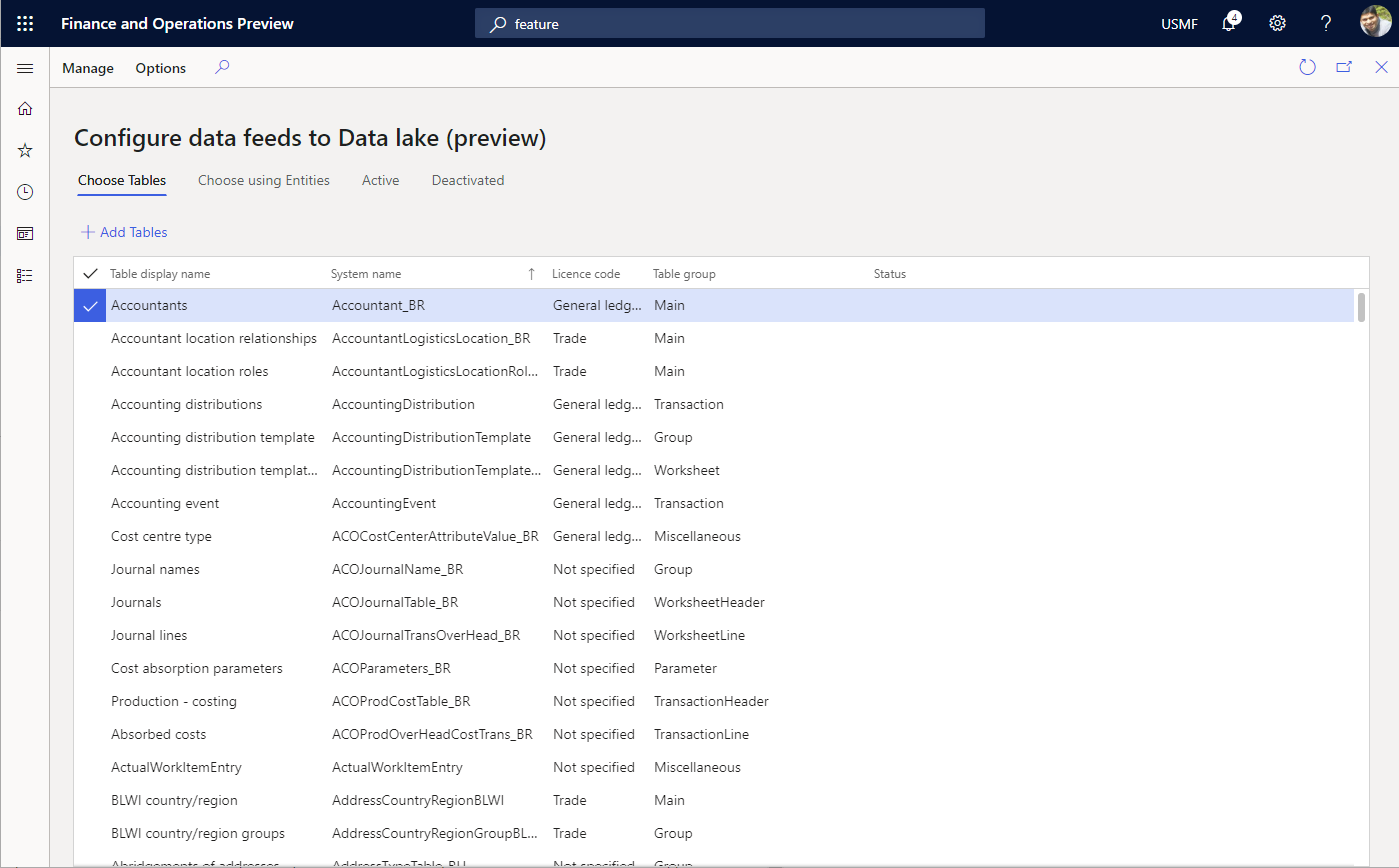 Finance and Operations Preview
feature
USMF
4
Manage Options
Configure data feeds to Data lake (preview)
Choose Tables Choose using Entities Active Deactivated
Add Tables
Table display name System name Licence code Table group Status
Accountants Accountant_BR General ledg... Main
Accountant location relationships AccountantLogisticsLocation_BR Trade Main
Accountant location roles AccountantLogisticsLocationRol... Trade Main
Accounting distributions AccountingDistribution General ledg... Transaction
Accounting distribution template AccountingDistributionTemplate General ledg... Group
Accounting distribution templat... AccountingDistributionTemplate... General ledg... Worksheet
Accounting event AccountingEvent General ledg... Transaction
Cost centre type ACOCostCenterAttributeValue_BR General ledg... Miscellaneous
Journal names ACOJournalName_BR Not specified Group
Journals ACOJournalTable_BR Not specified WorksheetHeader
Journal lines ACOJournalTransOverHead_BR Not specified WorksheetLine
Cost absorption parameters ACOParameters_BR Not specified Parameter
Production - costing ACOProdCostTable_BR Not specified TransactionHeader
Absorbed costs ACOProdOverHeadCostTrans_BR Not specified TransactionLine
ActualWorkItemEntry ActualWorkItemEntry Not specified Miscellaneous
BLWI country/region AddressCountryRegionBLWI Trade Main
BLWI country/region groups AddressCountryRegionGroupBL... Trade Group
Abridgements of addresses AddressTypeTable_RU Group